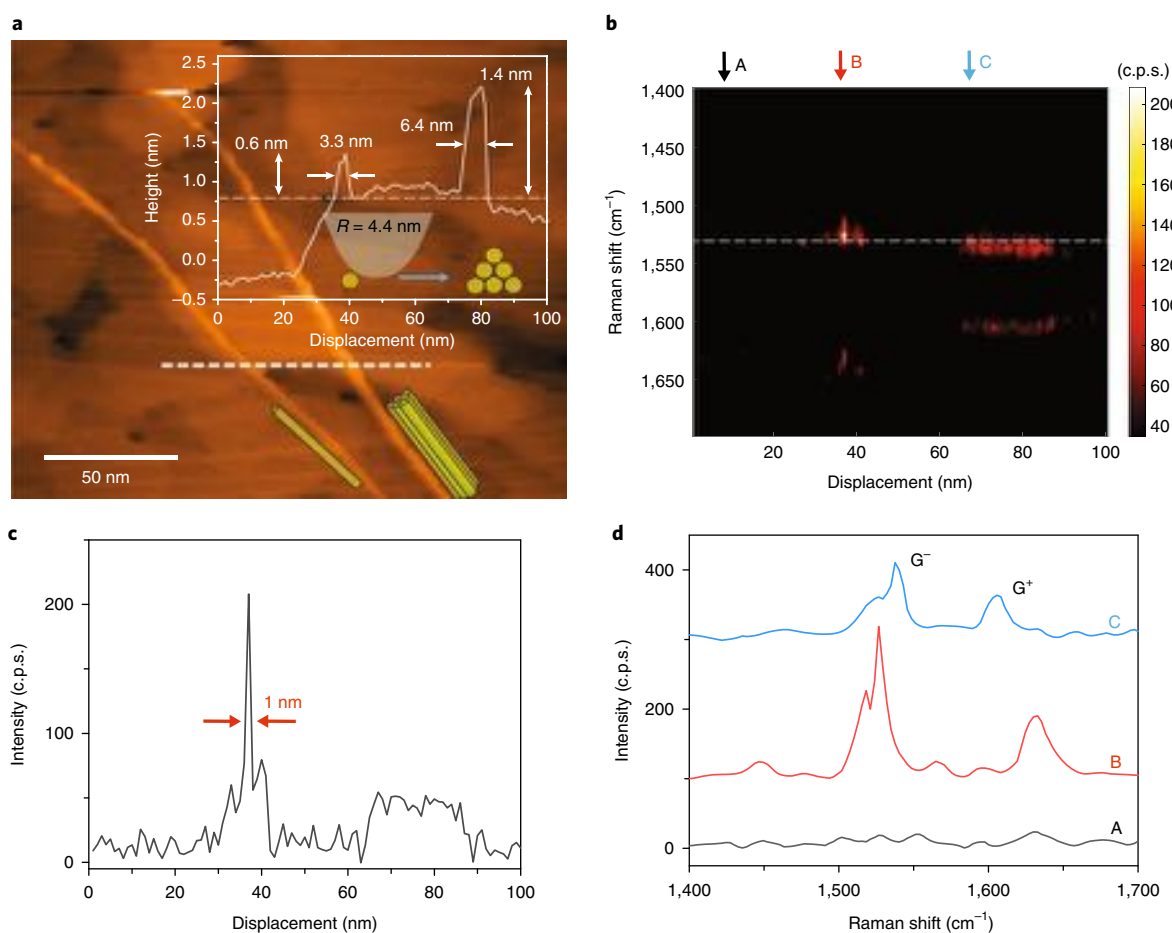 a
2.5
2.0
1.5
1.0
0.5
0.0
–0.5
Height (nm)
0.6 nm
3.3 nm
6.4 nm
1.4 nm
R = 4.4 nm
0
20
40
60
80
100
Displacement (nm)
50 nm
b
A
B
C
(c.p.s.)
1,400
1,450
1,500
1,550
1,600
1,650
Raman shift (cm⁻¹)
20
40
60
80
100
Displacement (nm)
200
180
160
140
120
100
80
60
40
c
200
100
0
Intensity (c.p.s.)
1 nm
0
20
40
60
80
100
Displacement (nm)
d
400
200
0
Intensity (c.p.s.)
G⁻
G⁺
C
B
A
1,400
1,500
1,600
1,700
Raman shift (cm⁻¹)